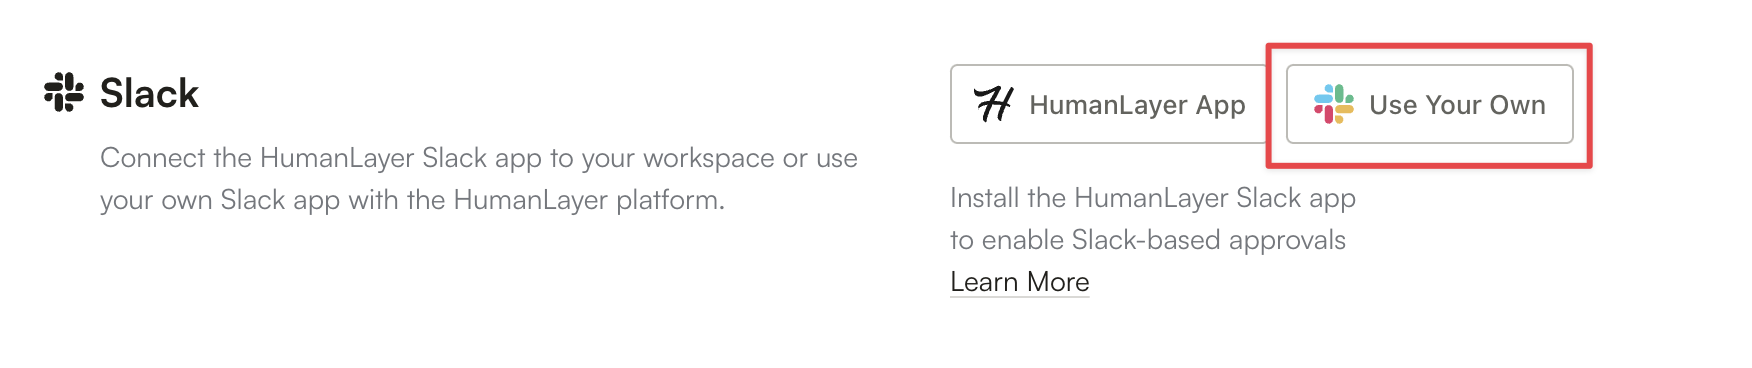 Slack
Connect the HumanLayer Slack app to your workspace or use
your own Slack app with the HumanLayer platform.
HumanLayer App
Use Your Own
Install the HumanLayer Slack app
to enable Slack-based approvals
Learn More